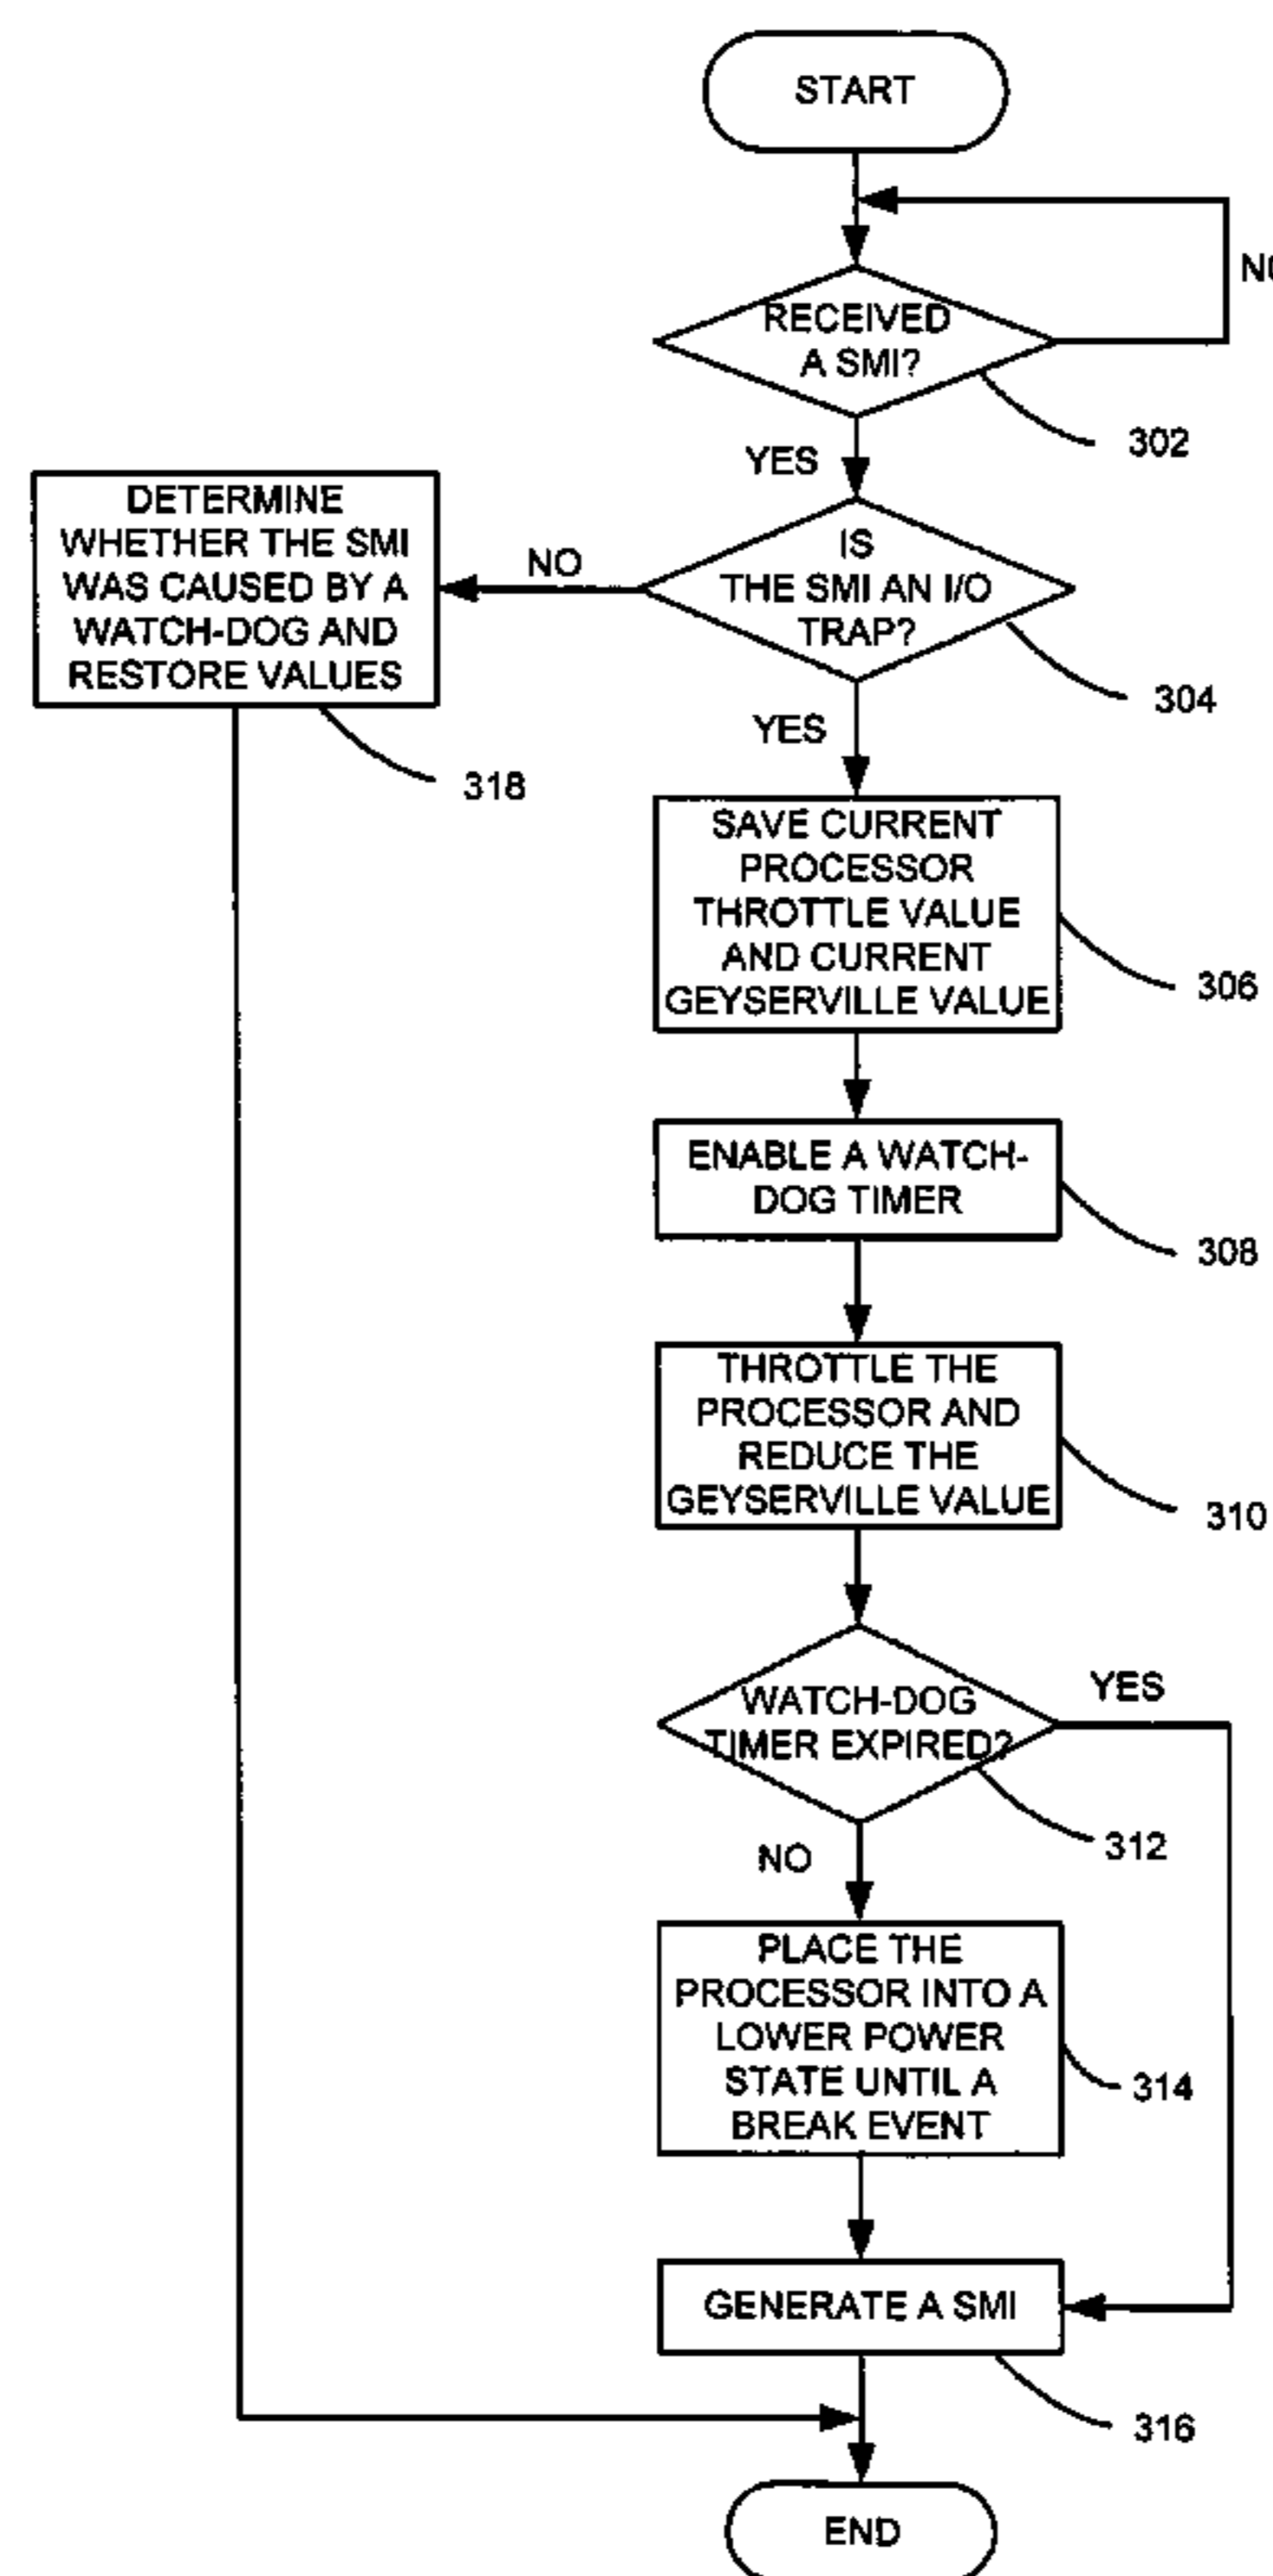 START
NO
RECEIVED
A SMI?
302
YES
IS
THE SMI AN I/O
TRAP?
304
NO
DETERMINE
WHETHER THE SMI
WAS CAUSED BY A
WATCH-DOG AND
RESTORE VALUES
318
YES
SAVE CURRENT
PROCESSOR
THROTTLE VALUE
AND CURRENT
GEYSERVILLE VALUE
306
ENABLE A WATCH-
DOG TIMER
308
THROTTLE THE
PROCESSOR AND
REDUCE THE
GEYSERVILLE VALUE
310
WATCH-DOG
TIMER EXPIRED?
YES
312
NO
PLACE THE
PROCESSOR INTO A
LOWER POWER
STATE UNTIL A
BREAK EVENT
314
GENERATE A SMI
316
END